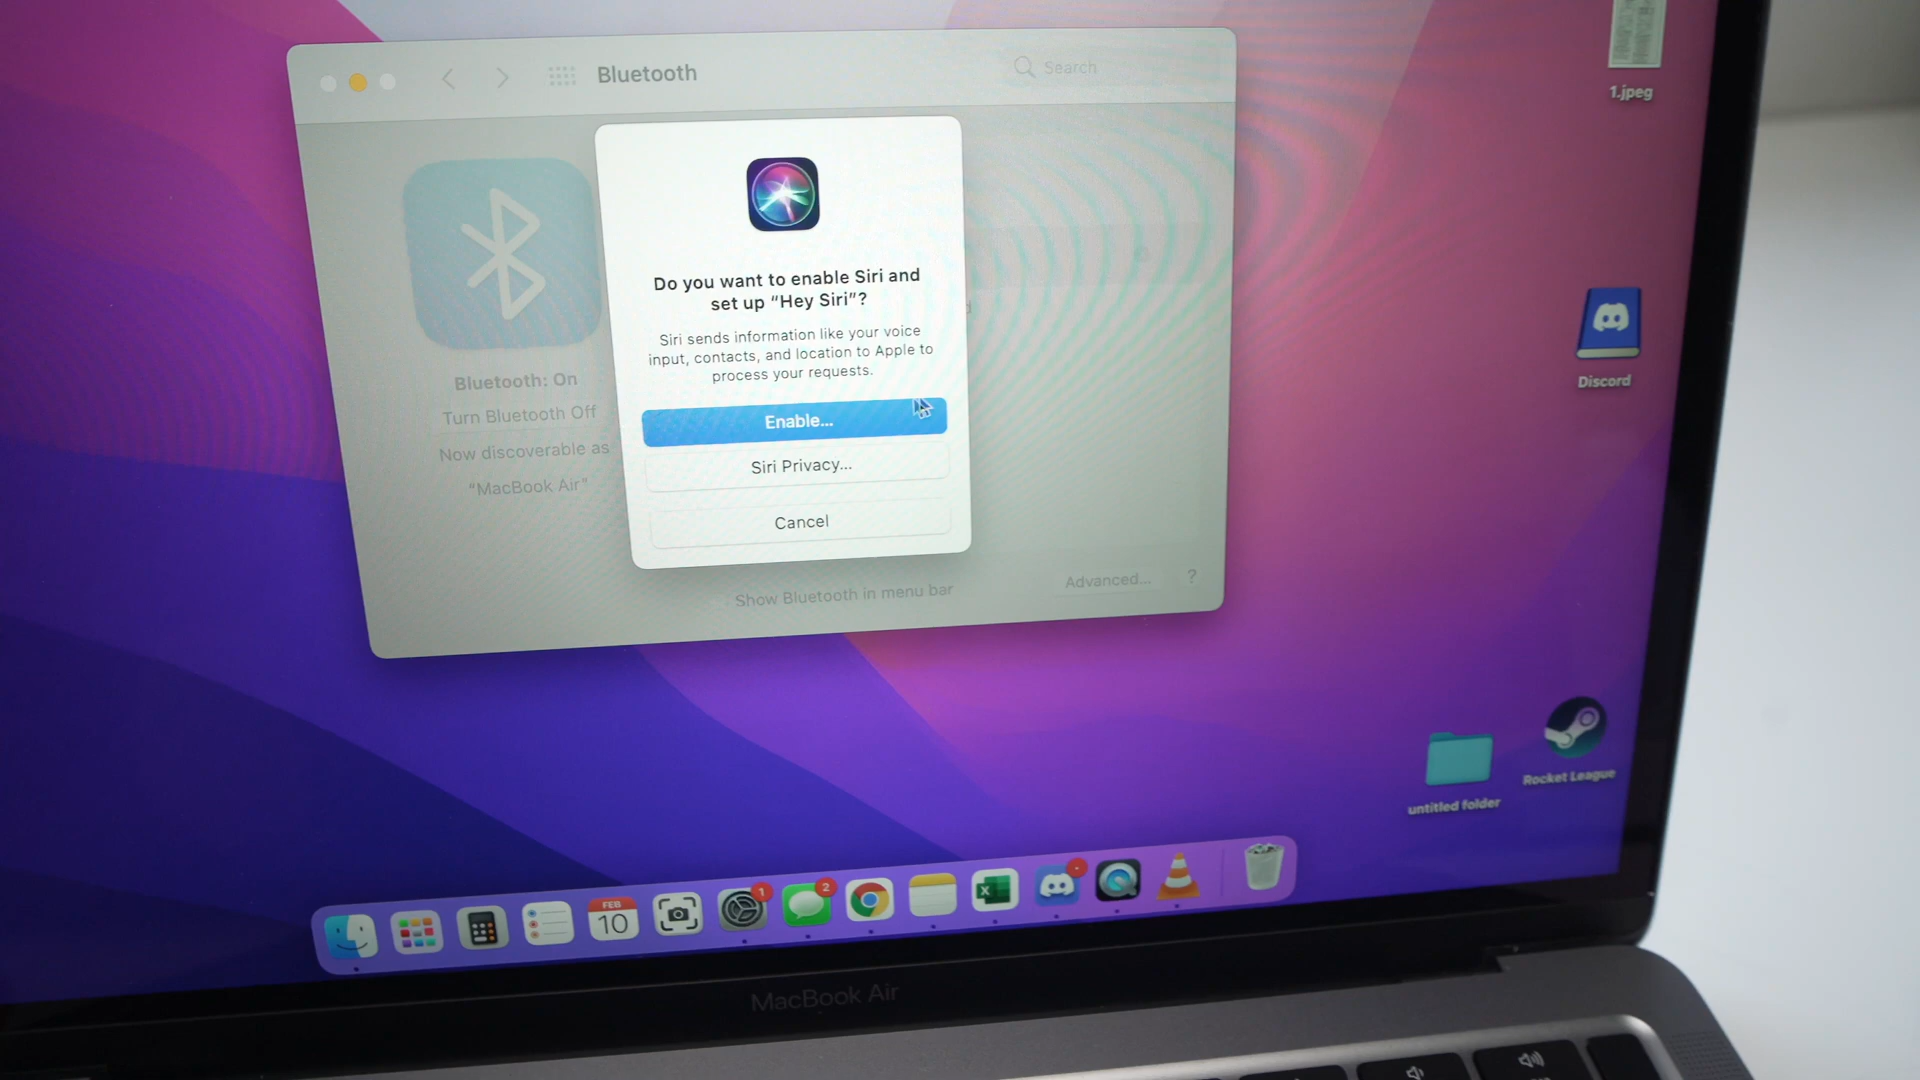 Bluetooth
Search
1.jpeg
Do you want to enable Siri and
set up “Hey Siri”?
Siri sends information like your voice
input, contacts, and location to Apple to
process your requests.
Enable...
Siri Privacy...
Cancel
Bluetooth: On
Turn Bluetooth Off
Now discoverable as
“MacBook Air”
Show Bluetooth in menu bar
Advanced...
?
Discord
Rocket League
untitled folder
FEB
10
1
2
MacBook Air